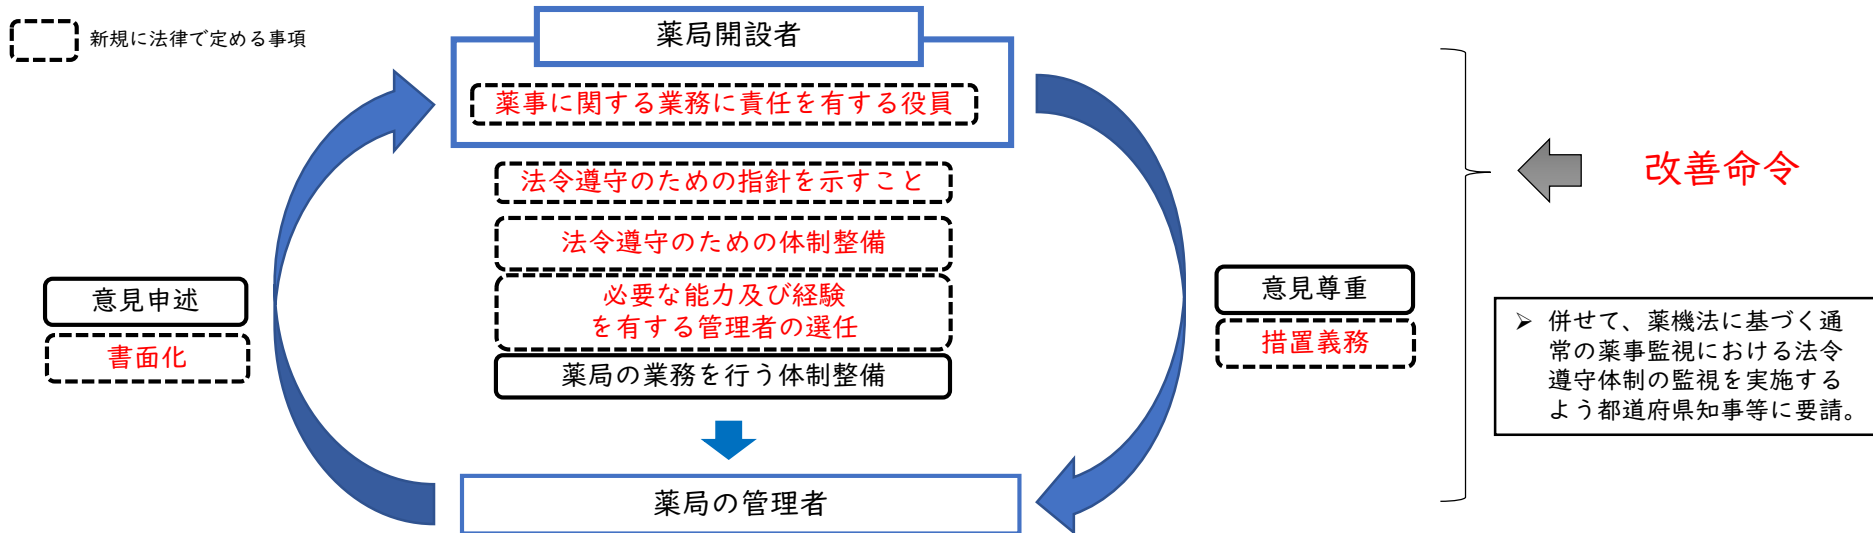 新規に法律で定める事項
薬局開設者
薬事に関する業務に責任を有する役員
法令遵守のための指針を示すこと
法令遵守のための体制整備
必要な能力及び経験
を有する管理者の選任
薬局の業務を行う体制整備
薬局の管理者
意見申述
書面化
意見尊重
措置義務
改善命令
➢ 併せて、薬機法に基づく通
常の薬事監視における法令
遵守体制の監視を実施する
よう都道府県知事等に要請。